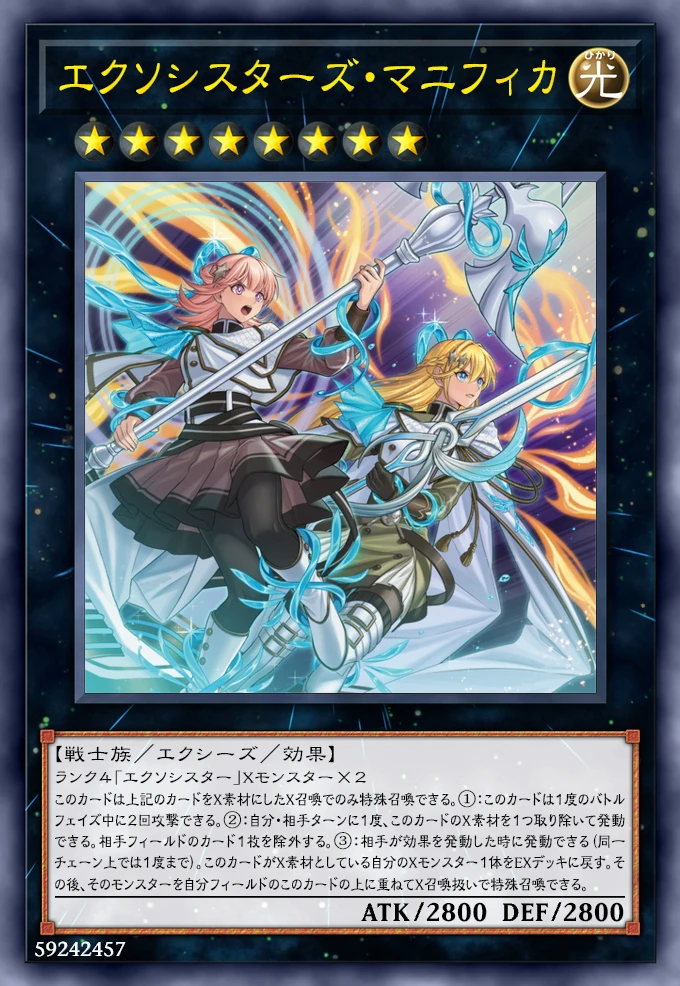 エクソシスターズ・マニフィカ
ひかり
光
【戦士族／エクシーズ／効果】
ランク4「エクソシスター」Xモンスター×2
このカードは上記のカードをX素材にしたX召喚でのみ特殊召喚できる。①：このカードは1度のバトル
フェイズ中に2回攻撃できる。②：自分・相手ターンに1度、このカードのX素材を1つ取り除いて発動
できる。相手フィールドのカード1枚を除外する。③：相手が効果を発動した時に発動できる（同一
チェーン上では1度まで）。このカードがX素材としている自分のXモンスター1体をEXデッキに戻す。そ
の後、そのモンスターを自分フィールドのこのカードの上に重ねてX召喚扱いで特殊召喚できる。
ATK/2800 DEF/2800
59242457